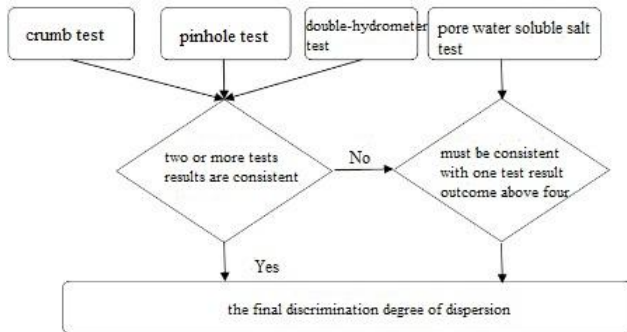 crumb test
pinhole test
double-hydrometer
test
pore water soluble salt
test
two or more tests
results are consistent
No
must be consistent
with one test result
outcome above four
Yes
the final discrimination degree of dispersion